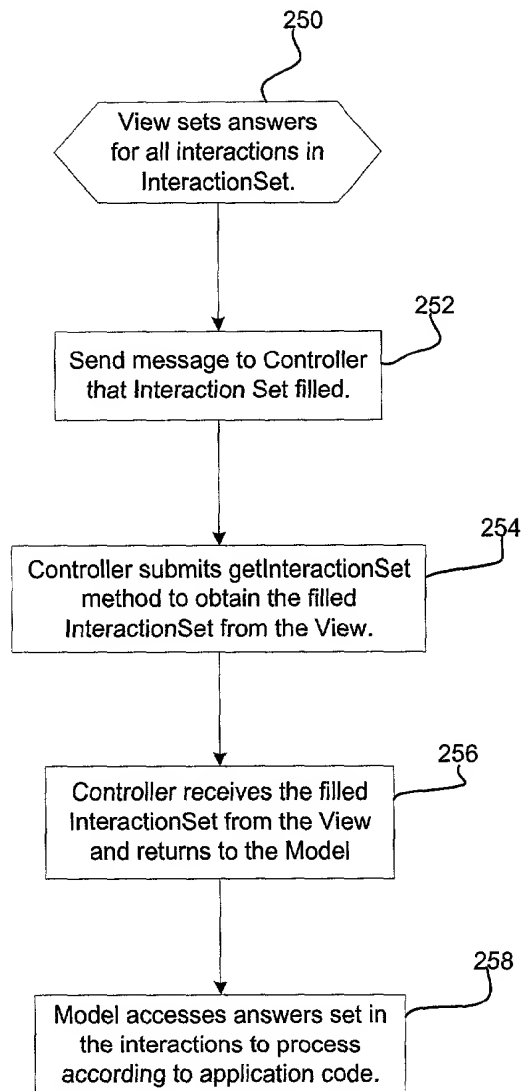 250
View sets answers
for all interactions in
InteractionSet.
252
Send message to Controller
that Interaction Set filled.
254
Controller submits getInteractionSet
method to obtain the filled
InteractionSet from the View.
256
Controller receives the filled
InteractionSet from the View
and returns to the Model
258
Model accesses answers set in
the interactions to process
according to application code.